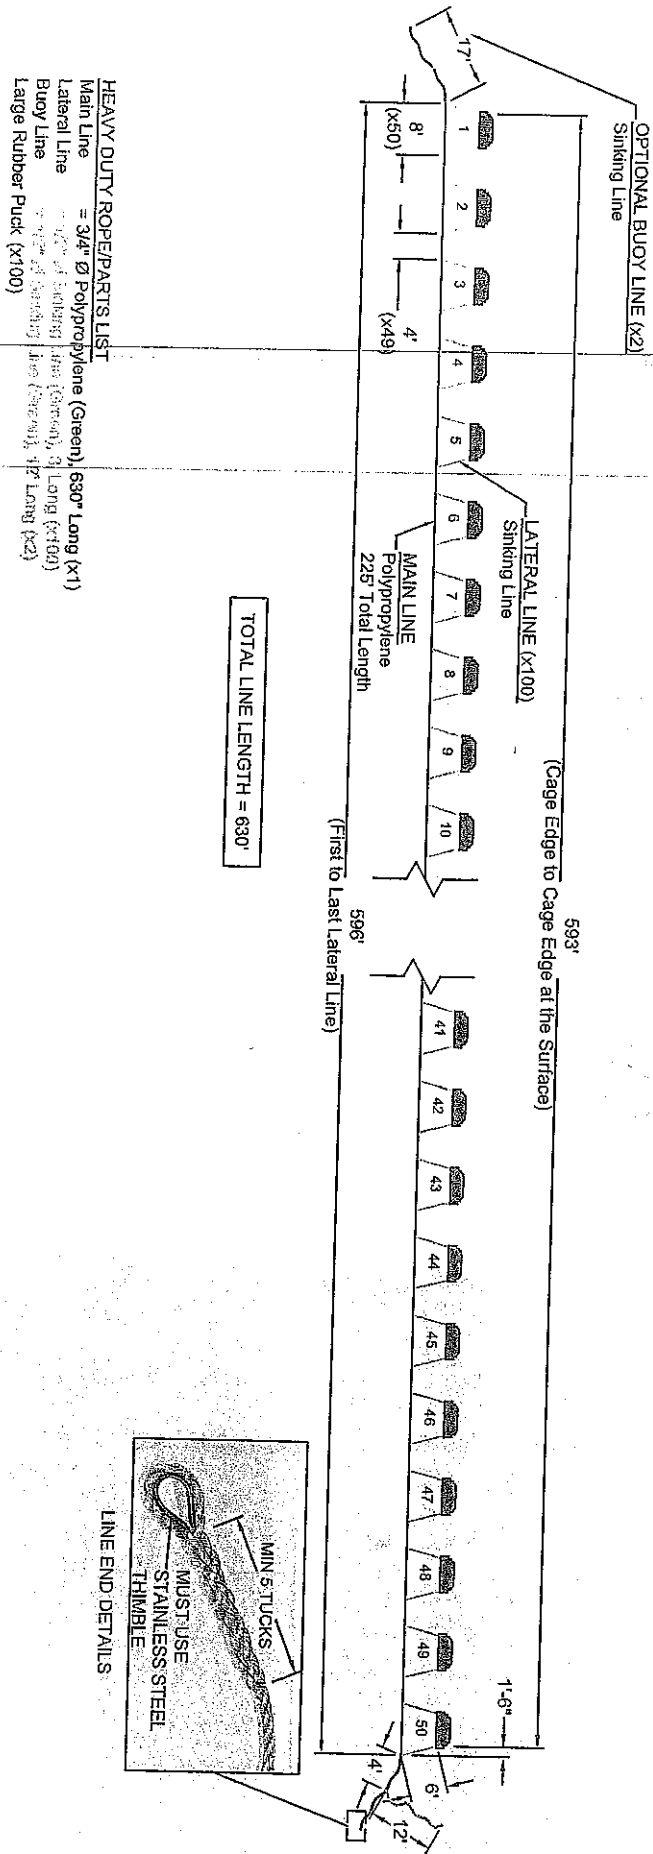 OPTIONAL BUOY LINE (x2)
Sinking Line
17'
593'
(Cage Edge to Cage Edge at the Surface)
1 2 3 4 5 6 7 8 9 10 41 42 43 44 45 46 47 48 49 50
1'-6"
6'
4'
12'
8'
(x50)
4'
(x49)
LATERAL LINE (x100)
Sinking Line
MAIN LINE
Polypropylene
225' Total Length
596'
(First to Last Lateral Line)
TOTAL LINE LENGTH = 630'
HEAVY DUTY ROPE/PARTS LIST
Main Line = 3/4" Ø Polypropylene (Green), 630" Long (x1)
Lateral Line Long (x100)
Buoy Line Long (x2)
Large Rubber Puck (x100)
MIN 5 TUCKS
MUST USE
STAINLESS STEEL
THIMBLE
LINE END DETAILS